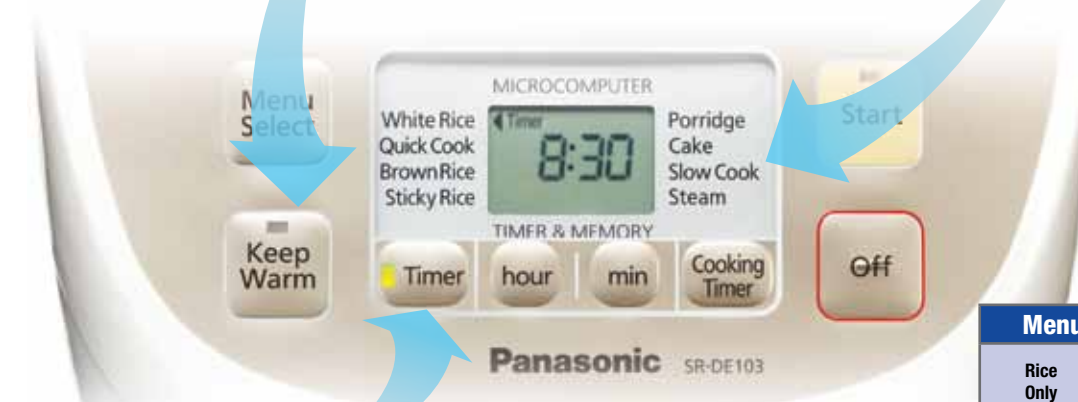 Menu
Select
MICROCOMPUTER
White Rice
Quick Cook
Brown Rice
Sticky Rice
Timer
8:30
Porridge
Cake
Slow Cook
Steam
Start
TIMER & MEMORY
Keep
Warm
Timer
hour
min
Cooking
Timer
Off
Panasonic SR-DE103
Menu
Rice
Only